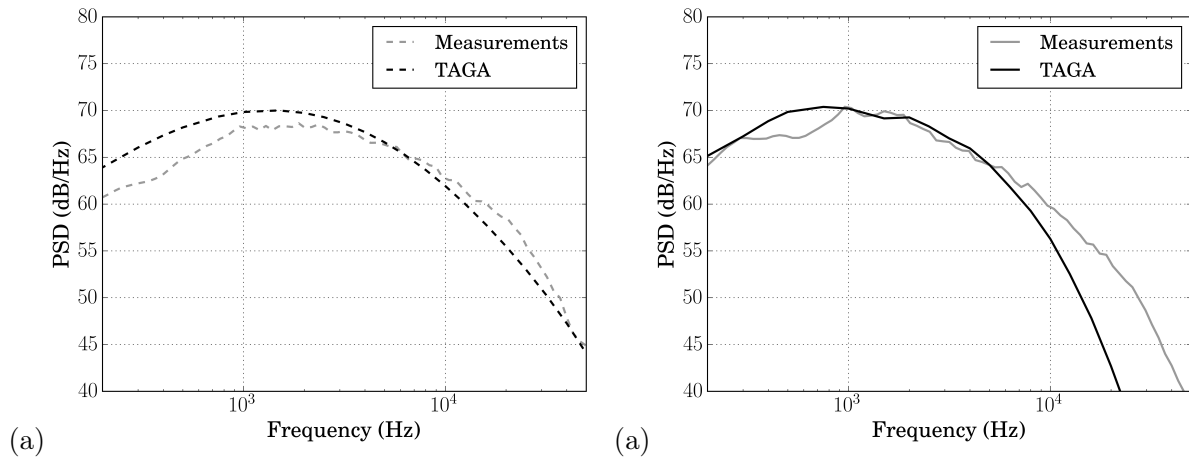 80
75
70
65
60
55
50
45
40
PSD (dB/Hz)
10³
10⁴
Frequency (Hz)
Measurements
TAGA
(a)
80
75
70
65
60
55
50
45
40
PSD (dB/Hz)
10³
10⁴
Frequency (Hz)
Measurements
TAGA
(a)